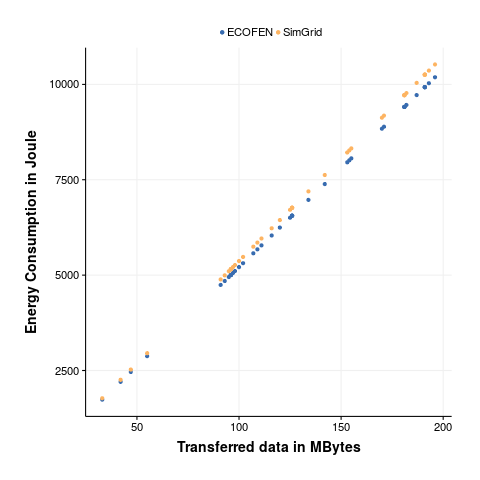 ECOFEN SimGrid
Energy Consumption in Joule
10000
7500
5000
2500
50 100 150 200
Transferred data in MBytes